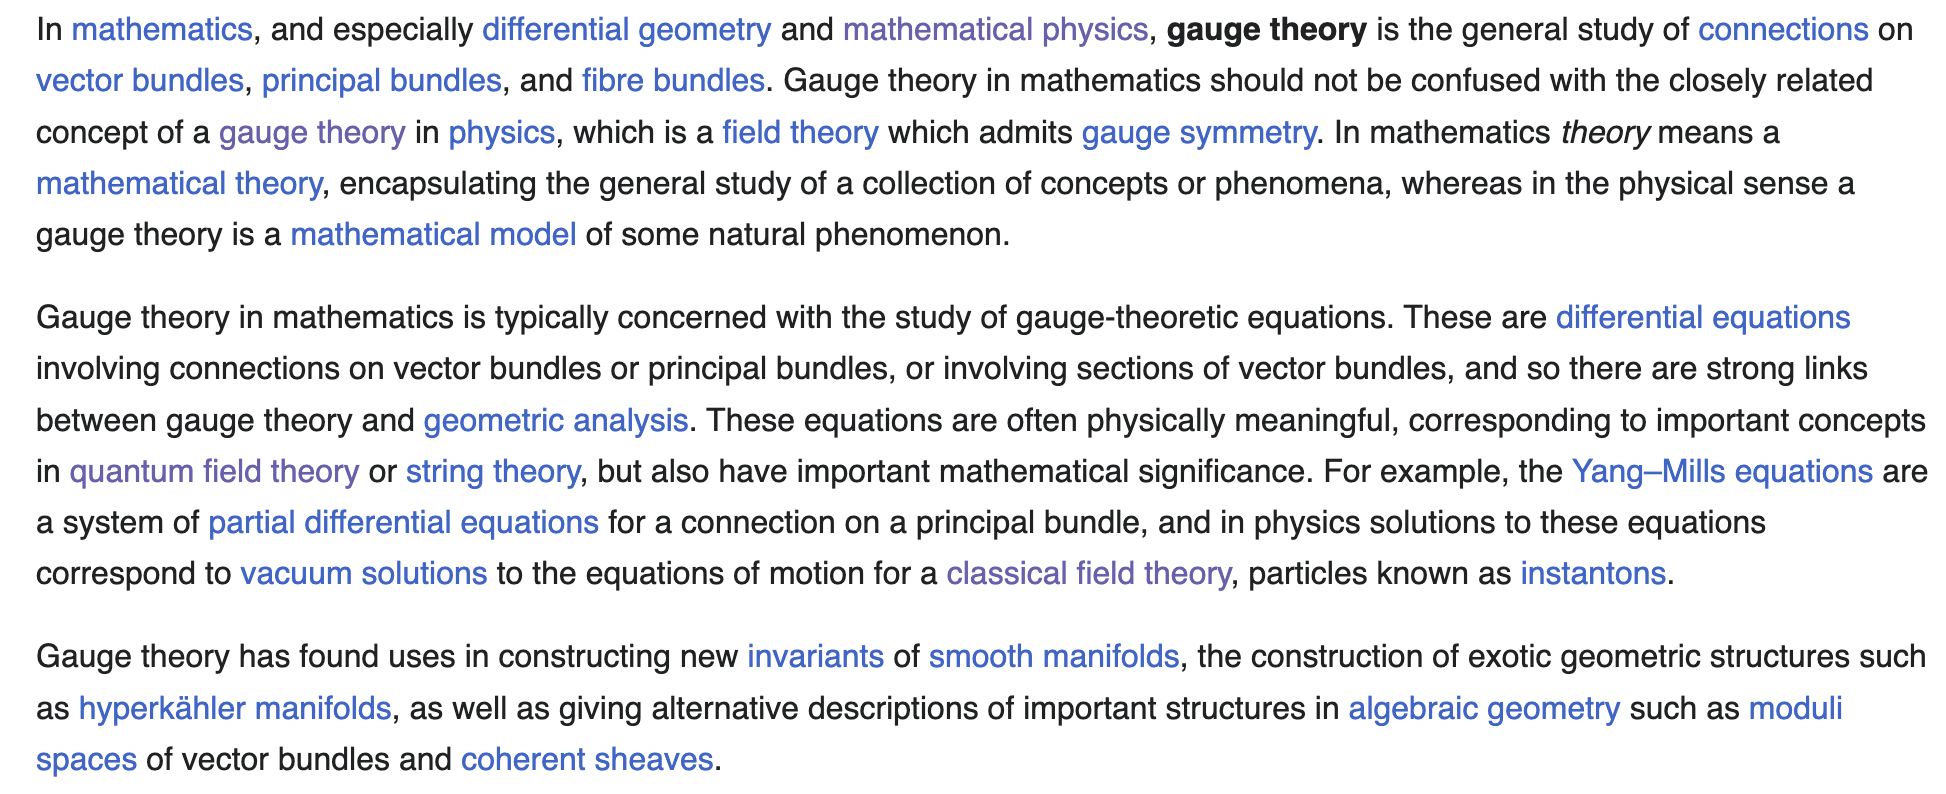 In mathematics, and especially differential geometry and mathematical physics, gauge theory is the general study of connections on
vector bundles, principal bundles, and fibre bundles. Gauge theory in mathematics should not be confused with the closely related
concept of a gauge theory in physics, which is a field theory which admits gauge symmetry. In mathematics theory means a
mathematical theory, encapsulating the general study of a collection of concepts or phenomena, whereas in the physical sense a
gauge theory is a mathematical model of some natural phenomenon.
Gauge theory in mathematics is typically concerned with the study of gauge-theoretic equations. These are differential equations
involving connections on vector bundles or principal bundles, or involving sections of vector bundles, and so there are strong links
between gauge theory and geometric analysis. These equations are often physically meaningful, corresponding to important concepts
in quantum field theory or string theory, but also have important mathematical significance. For example, the Yang–Mills equations are
a system of partial differential equations for a connection on a principal bundle, and in physics solutions to these equations
correspond to vacuum solutions to the equations of motion for a classical field theory, particles known as instantons.
Gauge theory has found uses in constructing new invariants of smooth manifolds, the construction of exotic geometric structures such
as hyperkähler manifolds, as well as giving alternative descriptions of important structures in algebraic geometry such as moduli
spaces of vector bundles and coherent sheaves.